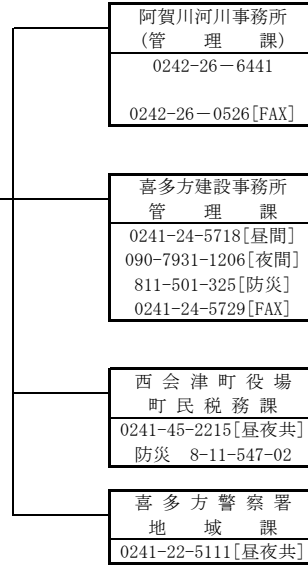 阿賀川河川事務所
(管 理 課)
0242-26-6441
0242-26-0526[FAX]
喜多方建設事務所
管 理 課
0241-24-5718[昼間]
090-7931-1206[夜間]
811-501-325[防災]
0241-24-5729[FAX]
西会津町役場
町民税務課
0241-45-2215[昼夜共]
防災 8-11-547-02
喜多方警察署
地 域 課
0241-22-5111[昼夜共]